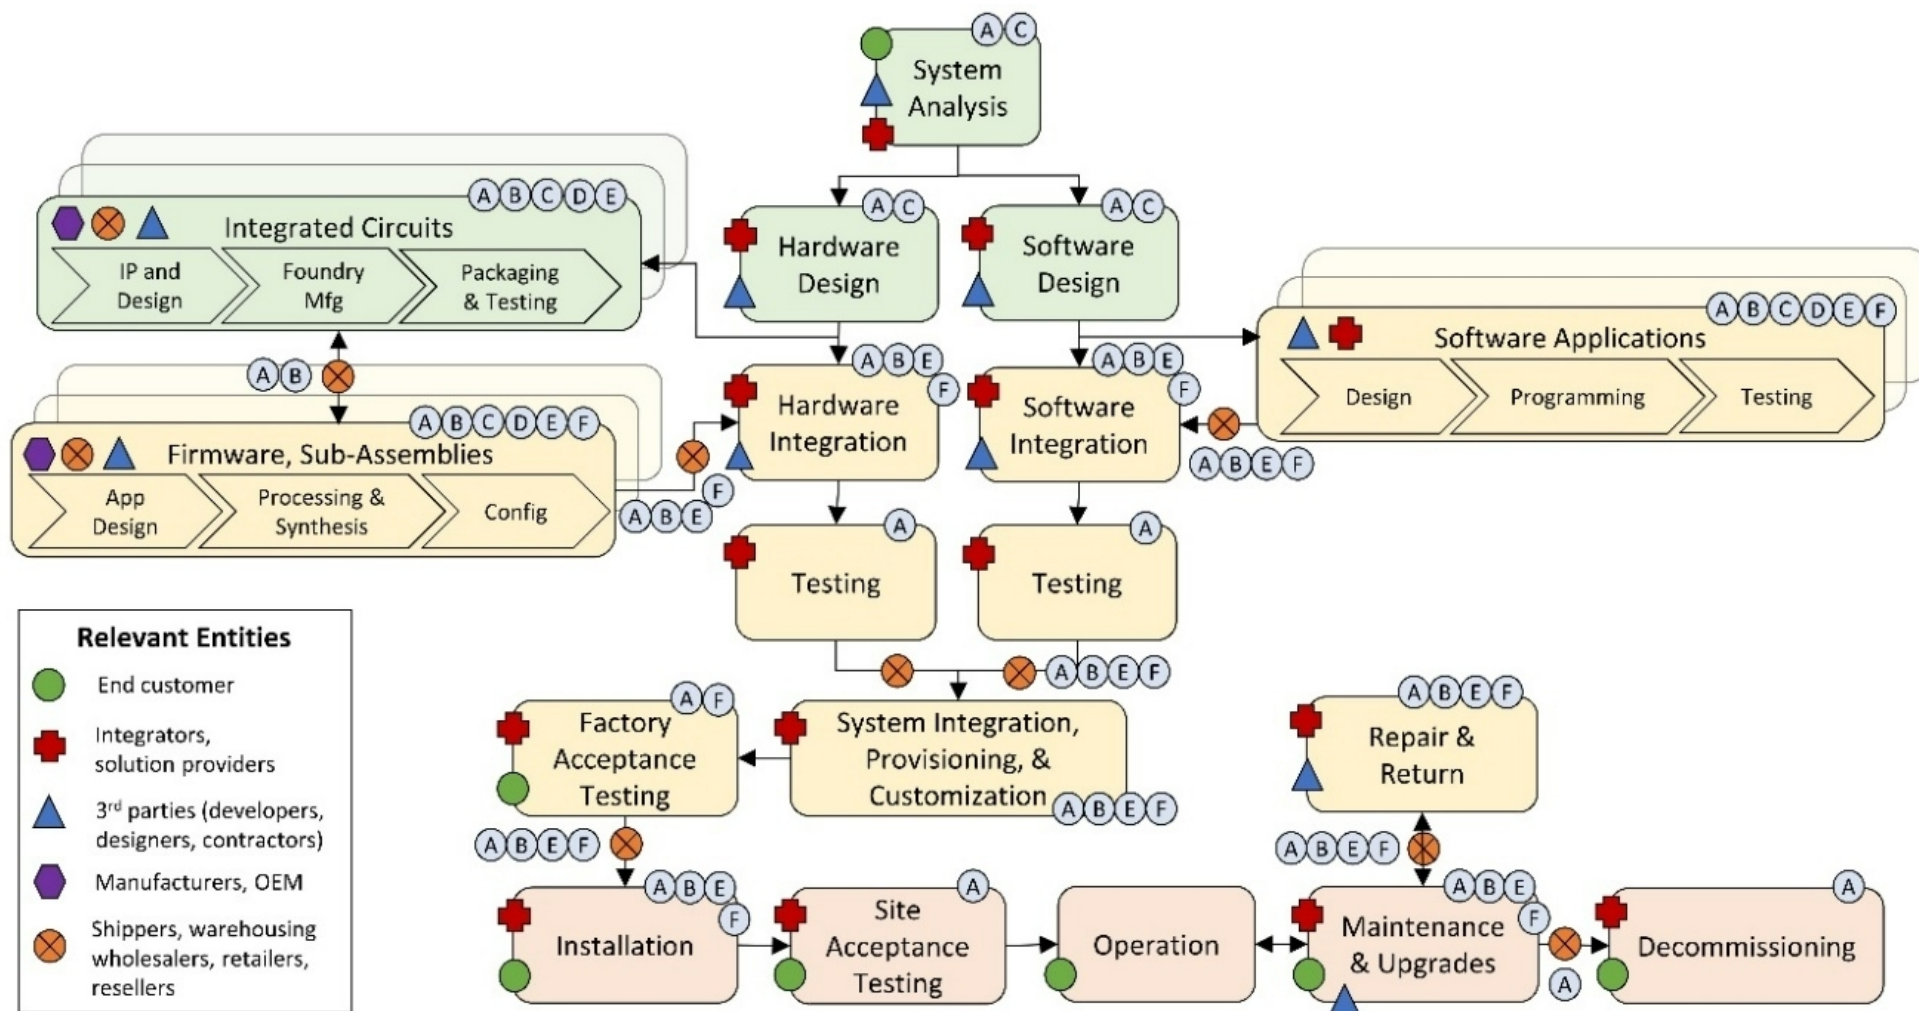 A C
System
Analysis
A B C D E
Integrated Circuits
IP and
Design
Foundry
Mfg
Packaging
& Testing
A C
Hardware
Design
A C
Software
Design
A B C D E F
Software Applications
Design
Programming
Testing
A B
A B E
F
Hardware
Integration
A B E
F
Software
Integration
A B E F
A B C D E F
Firmware, Sub-Assemblies
App
Design
Processing &
Synthesis
Config
F
A B E
A
Testing
A
Testing
A B E F
Relevant Entities
End customer
Integrators,
solution providers
3rd parties (developers,
designers, contractors)
Manufacturers, OEM
Shippers, warehousing
wholesalers, retailers,
resellers
A F
Factory
Acceptance
Testing
System Integration,
Provisioning, &
Customization
A B E F
A B E F
Repair &
Return
A B E F
A B E F
A B E
F
Installation
A
Site
Acceptance
Testing
Operation
A B E
F
Maintenance
& Upgrades
A
A
Decommissioning